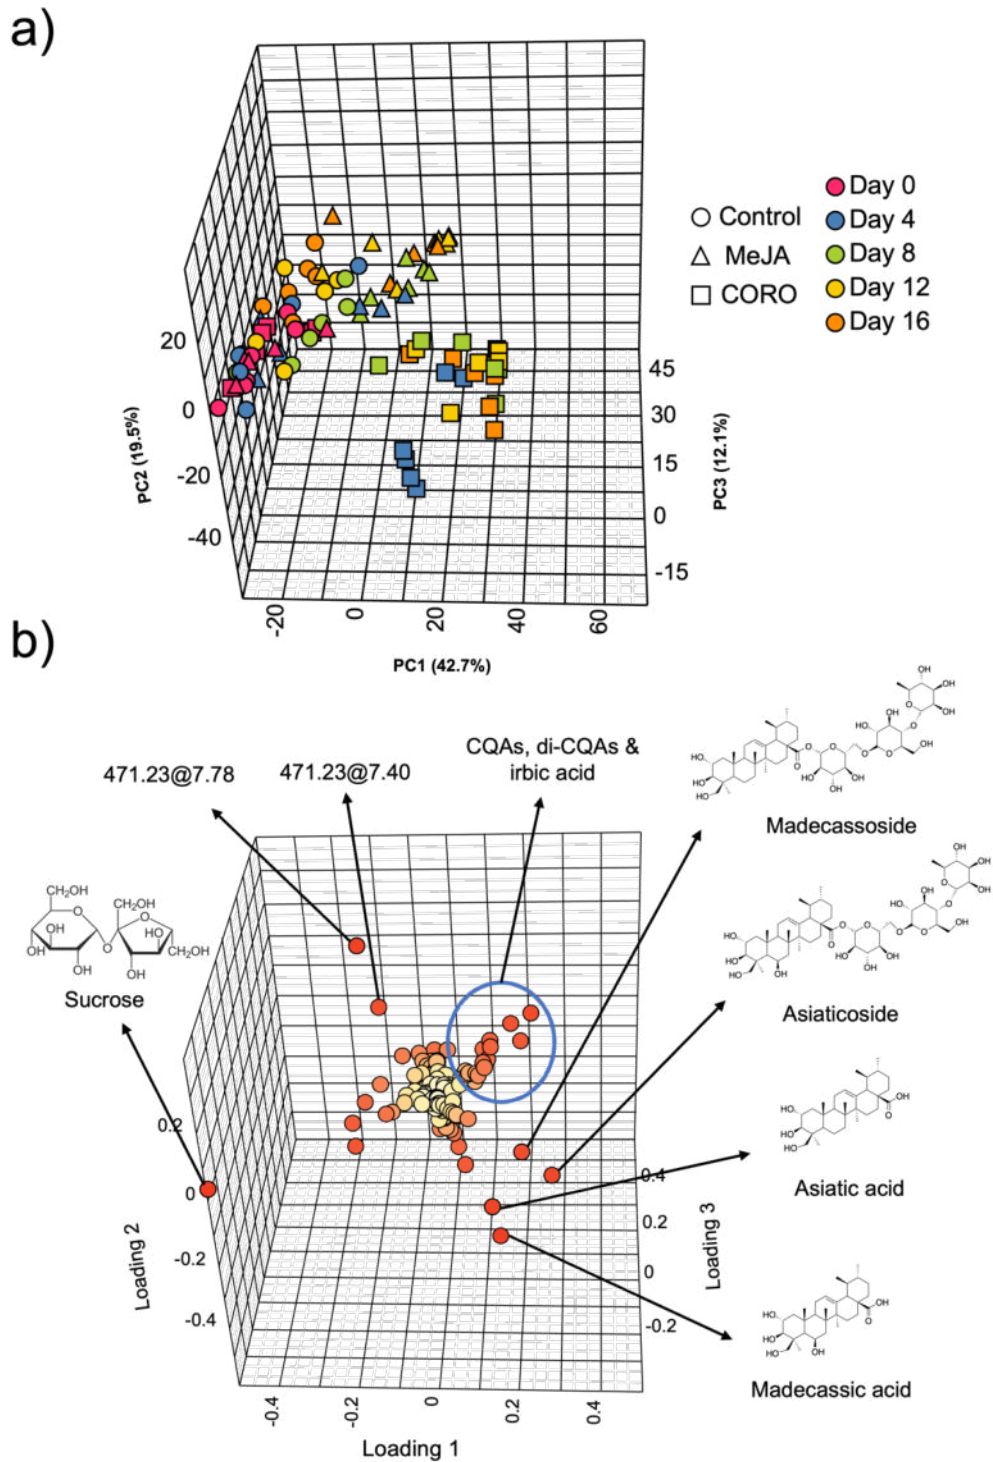 a)
Control
MeJA
CORO
Day 0
Day 4
Day 8
Day 12
Day 16
20
0
-20
-40
PC2 (19.5%)
45
30
15
0
-15
PC3 (12.1%)
-20
0
20
40
60
PC1 (42.7%)
b)
471.23@7.78
471.23@7.40
CQAs, di-CQAs &
irbic acid
Madecassoside
Asiaticoside
Asiatic acid
Madecassic acid
CH₂OH
CH₂OH
OH
OH
OH
O
O
O
HO
CH₂OH
OH
Sucrose
0.2
0
-0.2
-0.4
Loading 2
0.4
0.2
0
-0.2
Loading 3
-0.4
-0.2
0
0.2
0.4
Loading 1